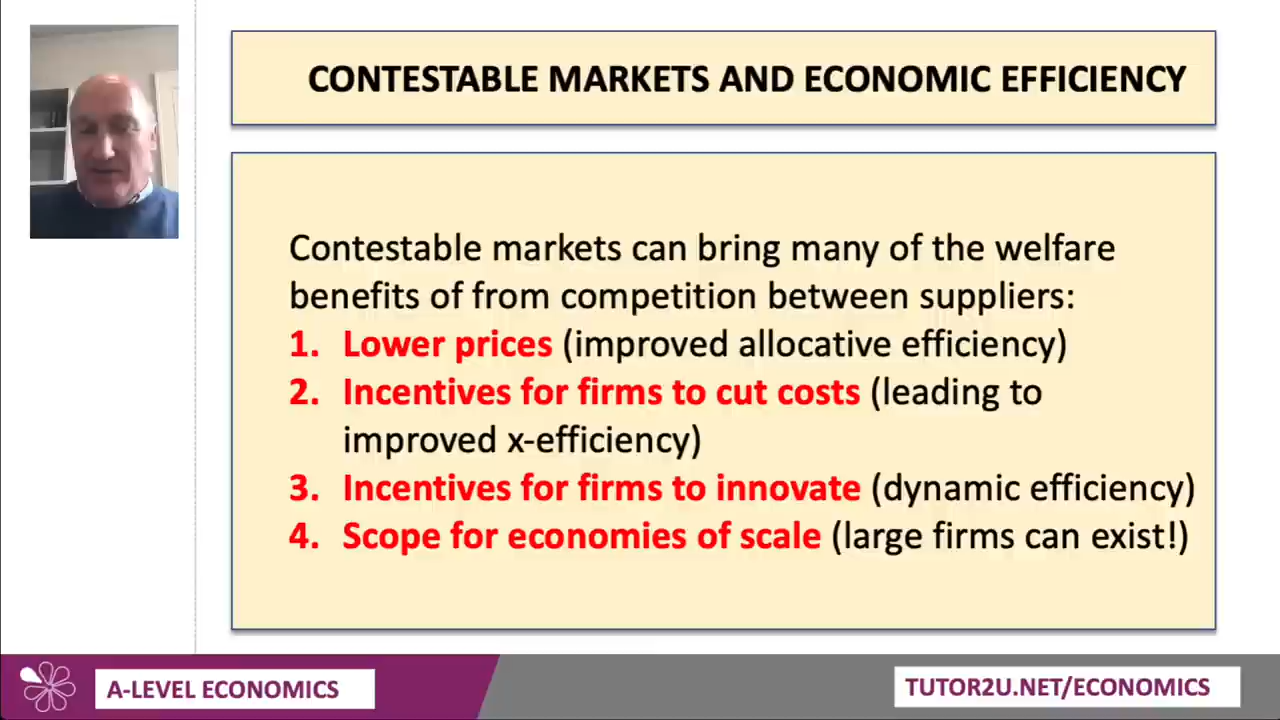 CONTESTABLE MARKETS AND ECONOMIC EFFICIENCY
Contestable markets can bring many of the welfare
benefits of from competition between suppliers:
1. Lower prices (improved allocative efficiency)
2. Incentives for firms to cut costs (leading to
improved x-efficiency)
3. Incentives for firms to innovate (dynamic efficiency)
4. Scope for economies of scale (large firms can exist!)
A-LEVEL ECONOMICS
TUTOR2U.NET/ECONOMICS